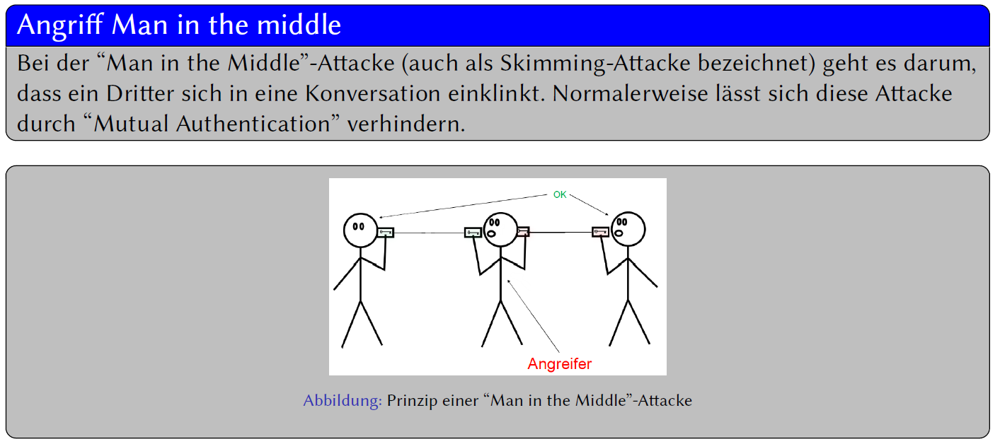 Angriff Man in the middle
Bei der “Man in the Middle”-Attacke (auch als Skimming-Attacke bezeichnet) geht es darum,
dass ein Dritter sich in eine Konversation einklinkt. Normalerweise lässt sich diese Attacke
durch “Mutual Authentication” verhindern.
OK
Angreifer
Abbildung: Prinzip einer “Man in the Middle”-Attacke